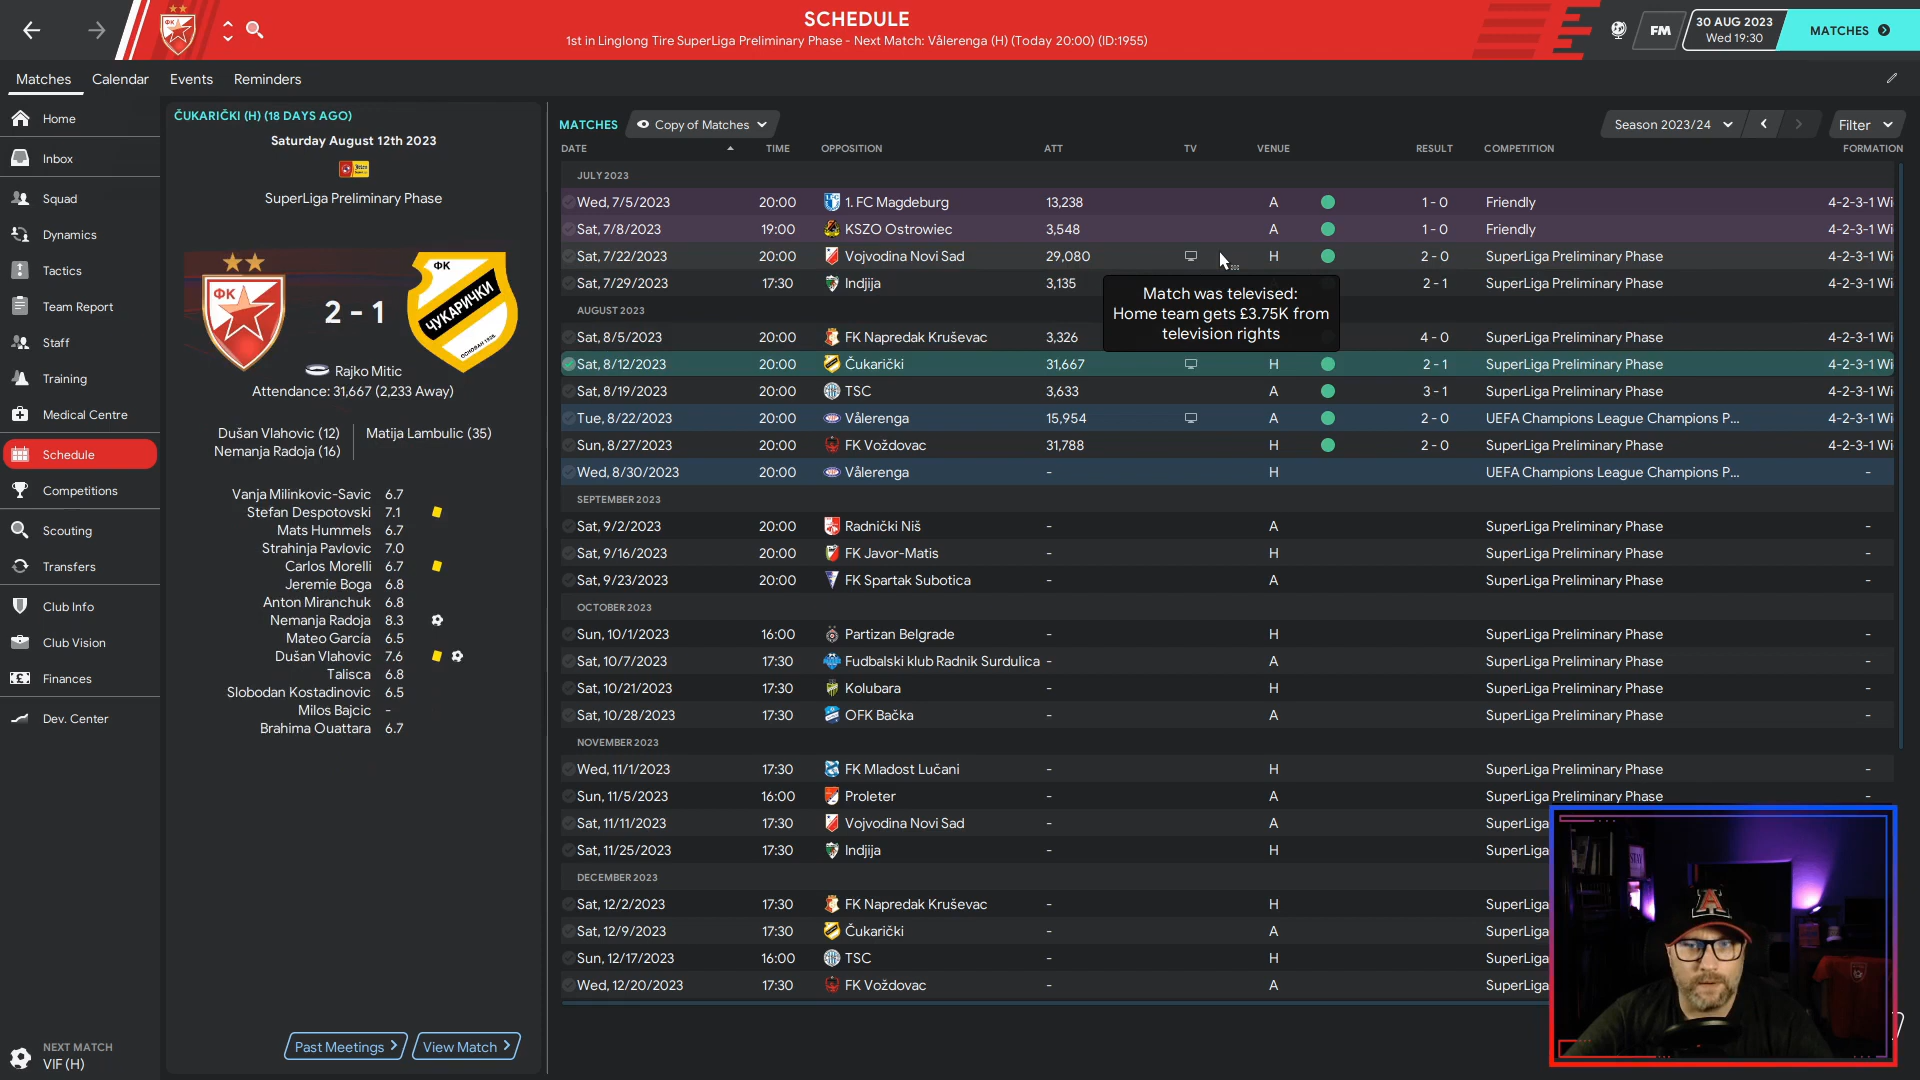 SCHEDULE
1st in Linglong Tire SuperLiga Preliminary Phase - Next Match: Vålerenga (H) (Today 20:00) (ID:1955)
FM
30 AUG 2023
Wed 19:30
MATCHES
Matches Calendar Events Reminders
Home
Inbox
Squad
Dynamics
Tactics
Team Report
Staff
Training
Medical Centre
Schedule
Competitions
Scouting
Transfers
Club Info
Club Vision
Finances
Dev. Center
NEXT MATCH
VIF (H)
ČUKARIČKI (H) (18 DAYS AGO)
Saturday August 12th 2023
SuperLiga Preliminary Phase
ФК
2 - 1
ФК
ЧУКАРИЧКИ
Rajko Mitic
Attendance: 31,667 (2,233 Away)
Dušan Vlahovic (12) Matija Lambulic (35)
Nemanja Radoja (16)
Vanja Milinkovic-Savic 6.7
Stefan Despotovski 7.1
Mats Hummels 6.7
Strahinja Pavlovic 7.0
Carlos Morelli 6.7
Jeremie Boga 6.8
Anton Miranchuk 6.8
Nemanja Radoja 8.3
Mateo García 6.5
Dušan Vlahovic 7.6
Talisca 6.8
Slobodan Kostadinovic 6.5
Milos Bajcic -
Brahima Ouattara 6.7
Past Meetings View Match
MATCHES Copy of Matches Season 2023/24 Filter
DATE TIME OPPOSITION ATT TV VENUE RESULT COMPETITION FORMATION
JULY 2023
Wed, 7/5/2023 20:00 1. FC Magdeburg 13,238 A 1 - 0 Friendly 4-2-3-1 Wi
Sat, 7/8/2023 19:00 KSZO Ostrowiec 3,548 A 1 - 0 Friendly 4-2-3-1 Wi
Sat, 7/22/2023 20:00 Vojvodina Novi Sad 29,080 H 2 - 0 SuperLiga Preliminary Phase 4-2-3-1 Wi
Sat, 7/29/2023 17:30 Indjija 3,135 2 - 1 SuperLiga Preliminary Phase 4-2-3-1 Wi
Match was televised:
Home team gets £3.75K from
television rights
AUGUST 2023
Sat, 8/5/2023 20:00 FK Napredak Kruševac 3,326 4 - 0 SuperLiga Preliminary Phase 4-2-3-1 Wi
Sat, 8/12/2023 20:00 Čukarički 31,667 H 2 - 1 SuperLiga Preliminary Phase 4-2-3-1 Wi
Sat, 8/19/2023 20:00 TSC 3,633 A 3 - 1 SuperLiga Preliminary Phase 4-2-3-1 Wi
Tue, 8/22/2023 20:00 Vålerenga 15,954 A 2 - 0 UEFA Champions League Champions P... 4-2-3-1 Wi
Sun, 8/27/2023 20:00 FK Voždovac 31,788 H 2 - 0 SuperLiga Preliminary Phase 4-2-3-1 Wi
Wed, 8/30/2023 20:00 Vålerenga - H UEFA Champions League Champions P... -
SEPTEMBER 2023
Sat, 9/2/2023 20:00 Radnički Niš - A SuperLiga Preliminary Phase -
Sat, 9/16/2023 20:00 FK Javor-Matis - H SuperLiga Preliminary Phase -
Sat, 9/23/2023 20:00 FK Spartak Subotica - A SuperLiga Preliminary Phase -
OCTOBER 2023
Sun, 10/1/2023 16:00 Partizan Belgrade - H SuperLiga Preliminary Phase -
Sat, 10/7/2023 17:30 Fudbalski klub Radnik Surdulica - A SuperLiga Preliminary Phase -
Sat, 10/21/2023 17:30 Kolubara - H SuperLiga Preliminary Phase -
Sat, 10/28/2023 17:30 OFK Bačka - A SuperLiga Preliminary Phase -
NOVEMBER 2023
Wed, 11/1/2023 17:30 FK Mladost Lučani - H SuperLiga Preliminary Phase -
Sun, 11/5/2023 16:00 Proleter - A SuperLiga Preliminary Phase -
Sat, 11/11/2023 17:30 Vojvodina Novi Sad - A SuperLiga
Sat, 11/25/2023 17:30 Indjija - H SuperLiga
DECEMBER 2023
Sat, 12/2/2023 17:30 FK Napredak Kruševac - H SuperLiga
Sat, 12/9/2023 17:30 Čukarički - A SuperLiga
Sun, 12/17/2023 16:00 TSC - H SuperLiga
Wed, 12/20/2023 17:30 FK Voždovac - A SuperLiga
A